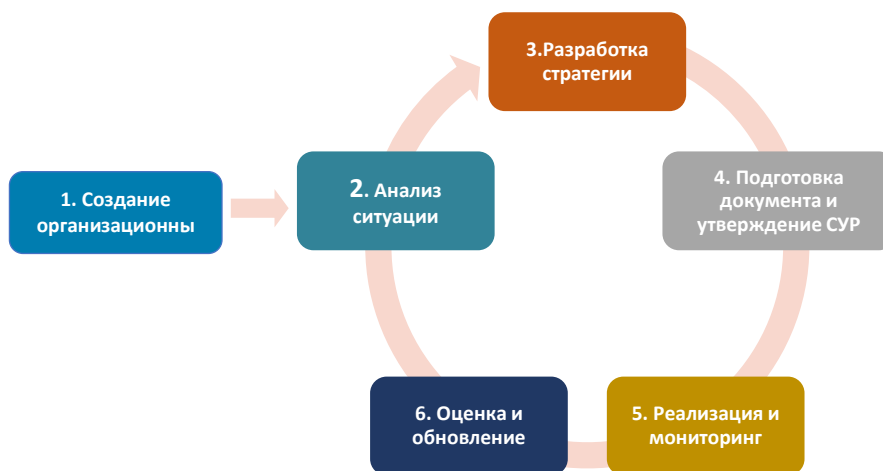 1. Создание
организационны
2. Анализ
ситуации
3.Разработка
стратегии
4. Подготовка
документа и
утверждение СУР
5. Реализация и
мониторинг
6. Оценка и
обновление